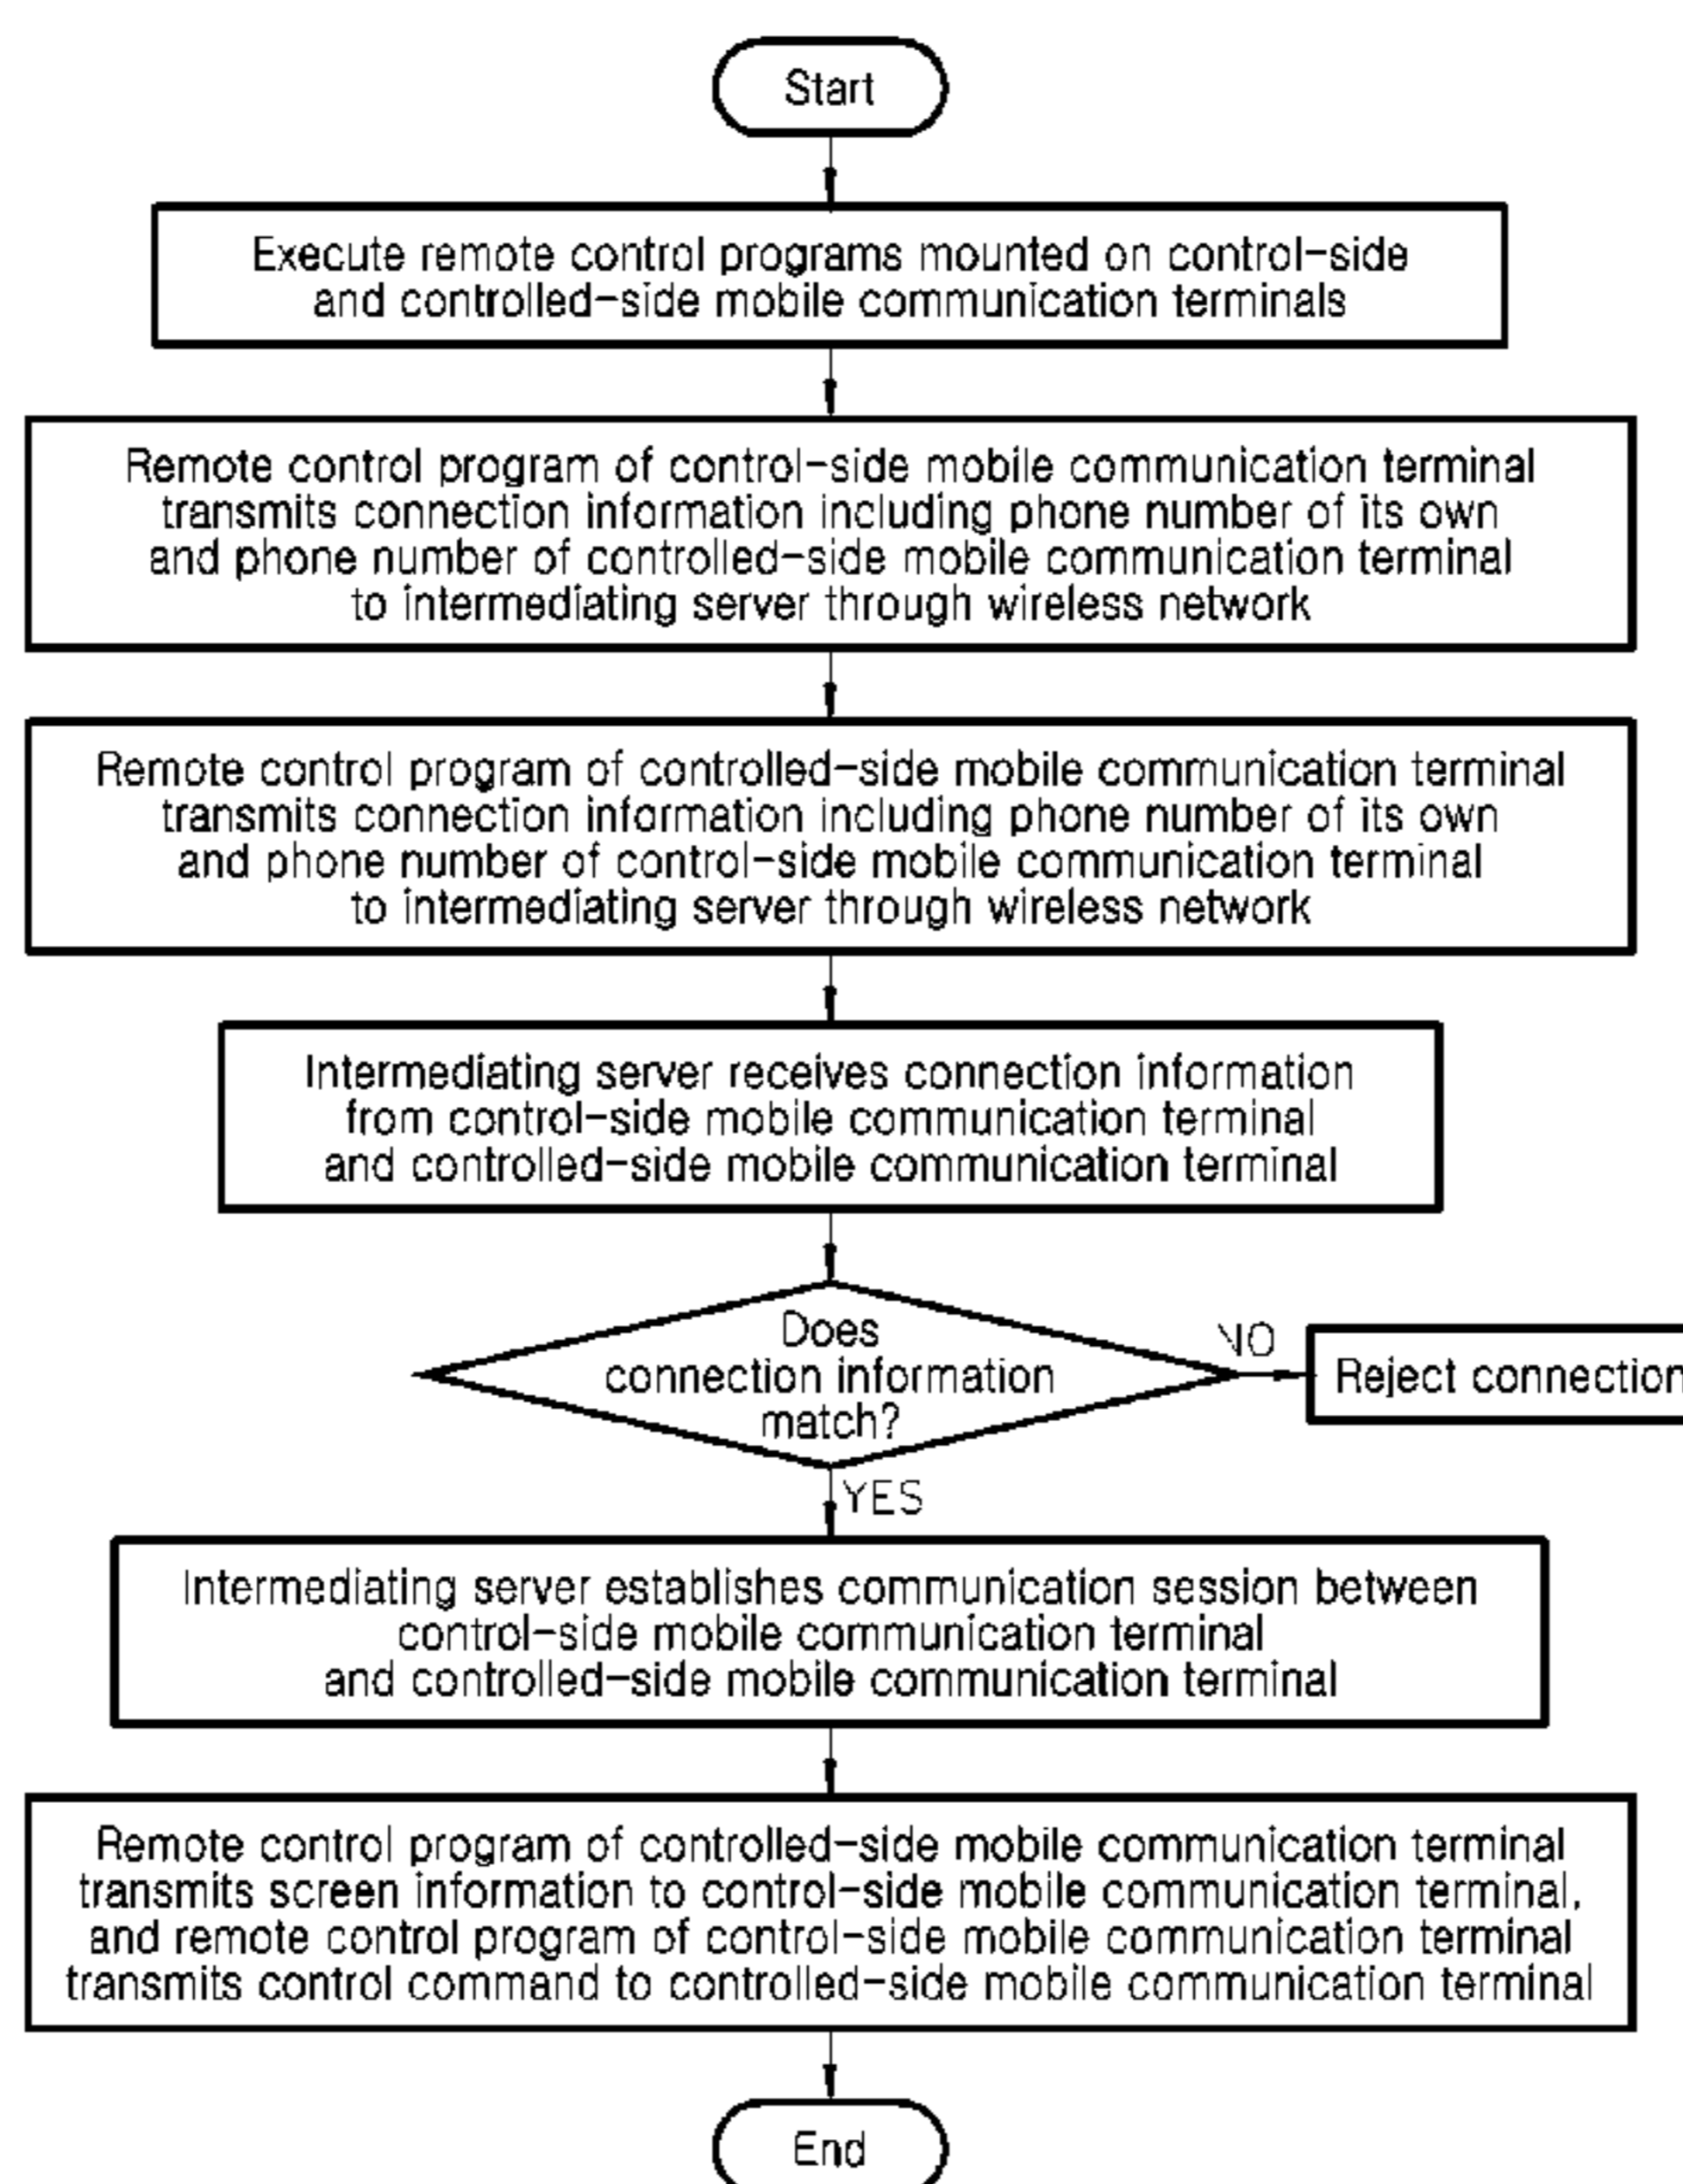 Start
Execute remote control programs mounted on control-side
and controlled-side mobile communication terminals
Remote control program of control-side mobile communication terminal
transmits connection information including phone number of its own
and phone number of controlled-side mobile communication terminal
to intermediating server through wireless network
Remote control program of controlled-side mobile communication terminal
transmits connection information including phone number of its own
and phone number of control-side mobile communication terminal
to intermediating server through wireless network
Intermediating server receives connection information
from control-side mobile communication terminal
and controlled-side mobile communication terminal
Does
connection information
match?
NO
Reject connection
YES
Intermediating server establishes communication session between
control-side mobile communication terminal
and controlled-side mobile communication terminal
Remote control program of controlled-side mobile communication terminal
transmits screen information to control-side mobile communication terminal,
and remote control program of control-side mobile communication terminal
transmits control command to controlled-side mobile communication terminal
End